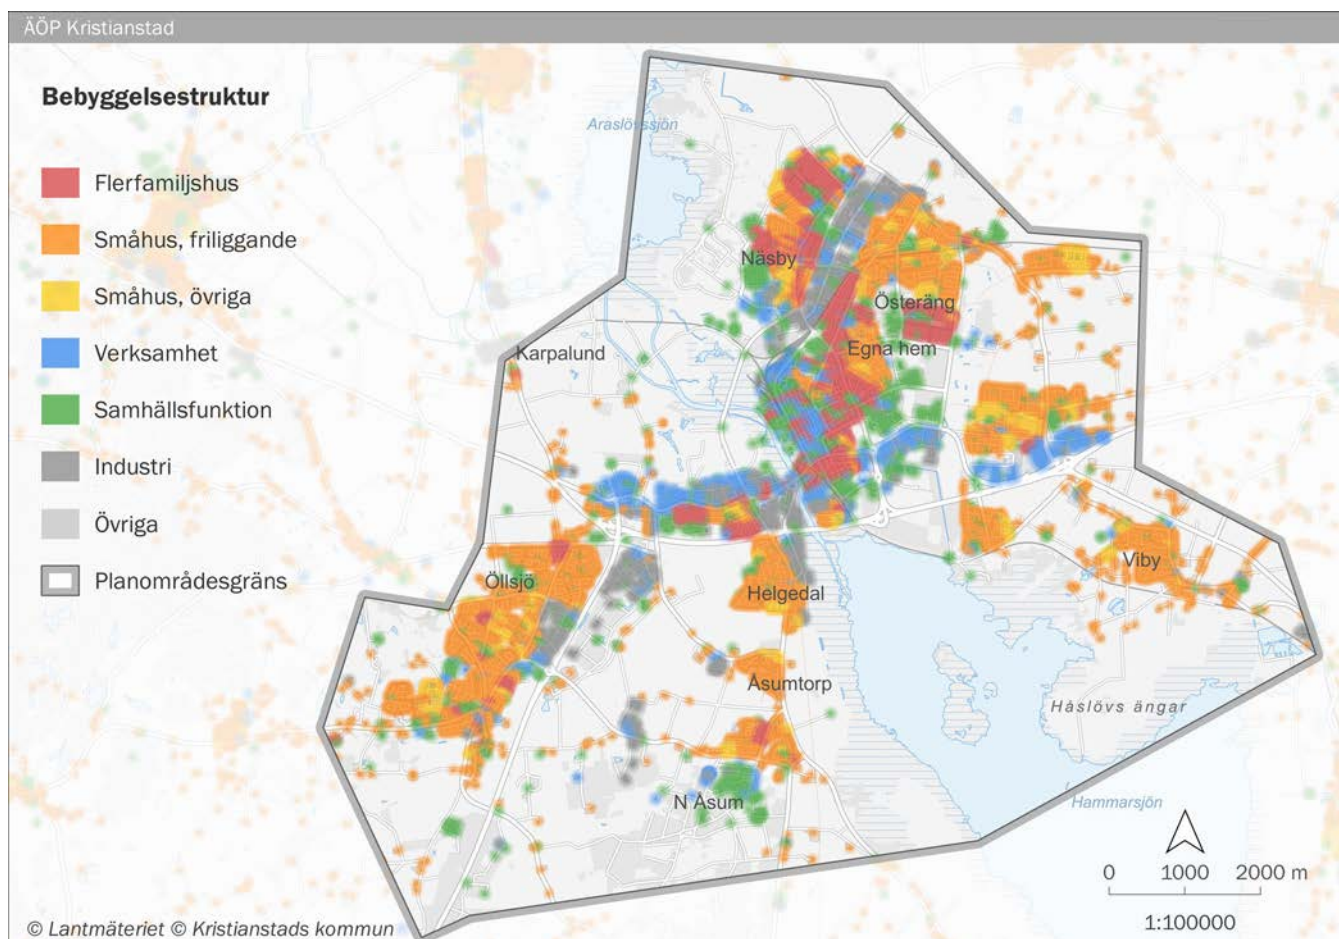 ÄÖP Kristianstad
Bebyggelsestruktur
Flerfamiljshus
Småhus, friliggande
Småhus, övriga
Verksamhet
Samhällsfunktion
Industri
Övriga
Planområdesgräns
Araslövssjön
Näsby
Österäng
Karpalund
Egna hem
Öllsjö
Viby
Helgedal
Åsumtorp
Håslövs ängar
N Åsum
Hammarsjön
0 1000 2000 m
1:100000
© Lantmäteriet © Kristianstads kommun